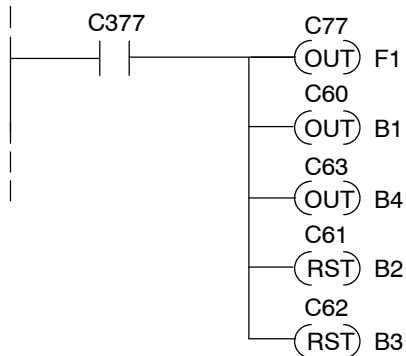 C377
C77
OUT F1
C60
OUT B1
C63
OUT B4
C61
RST B2
C62
RST B3